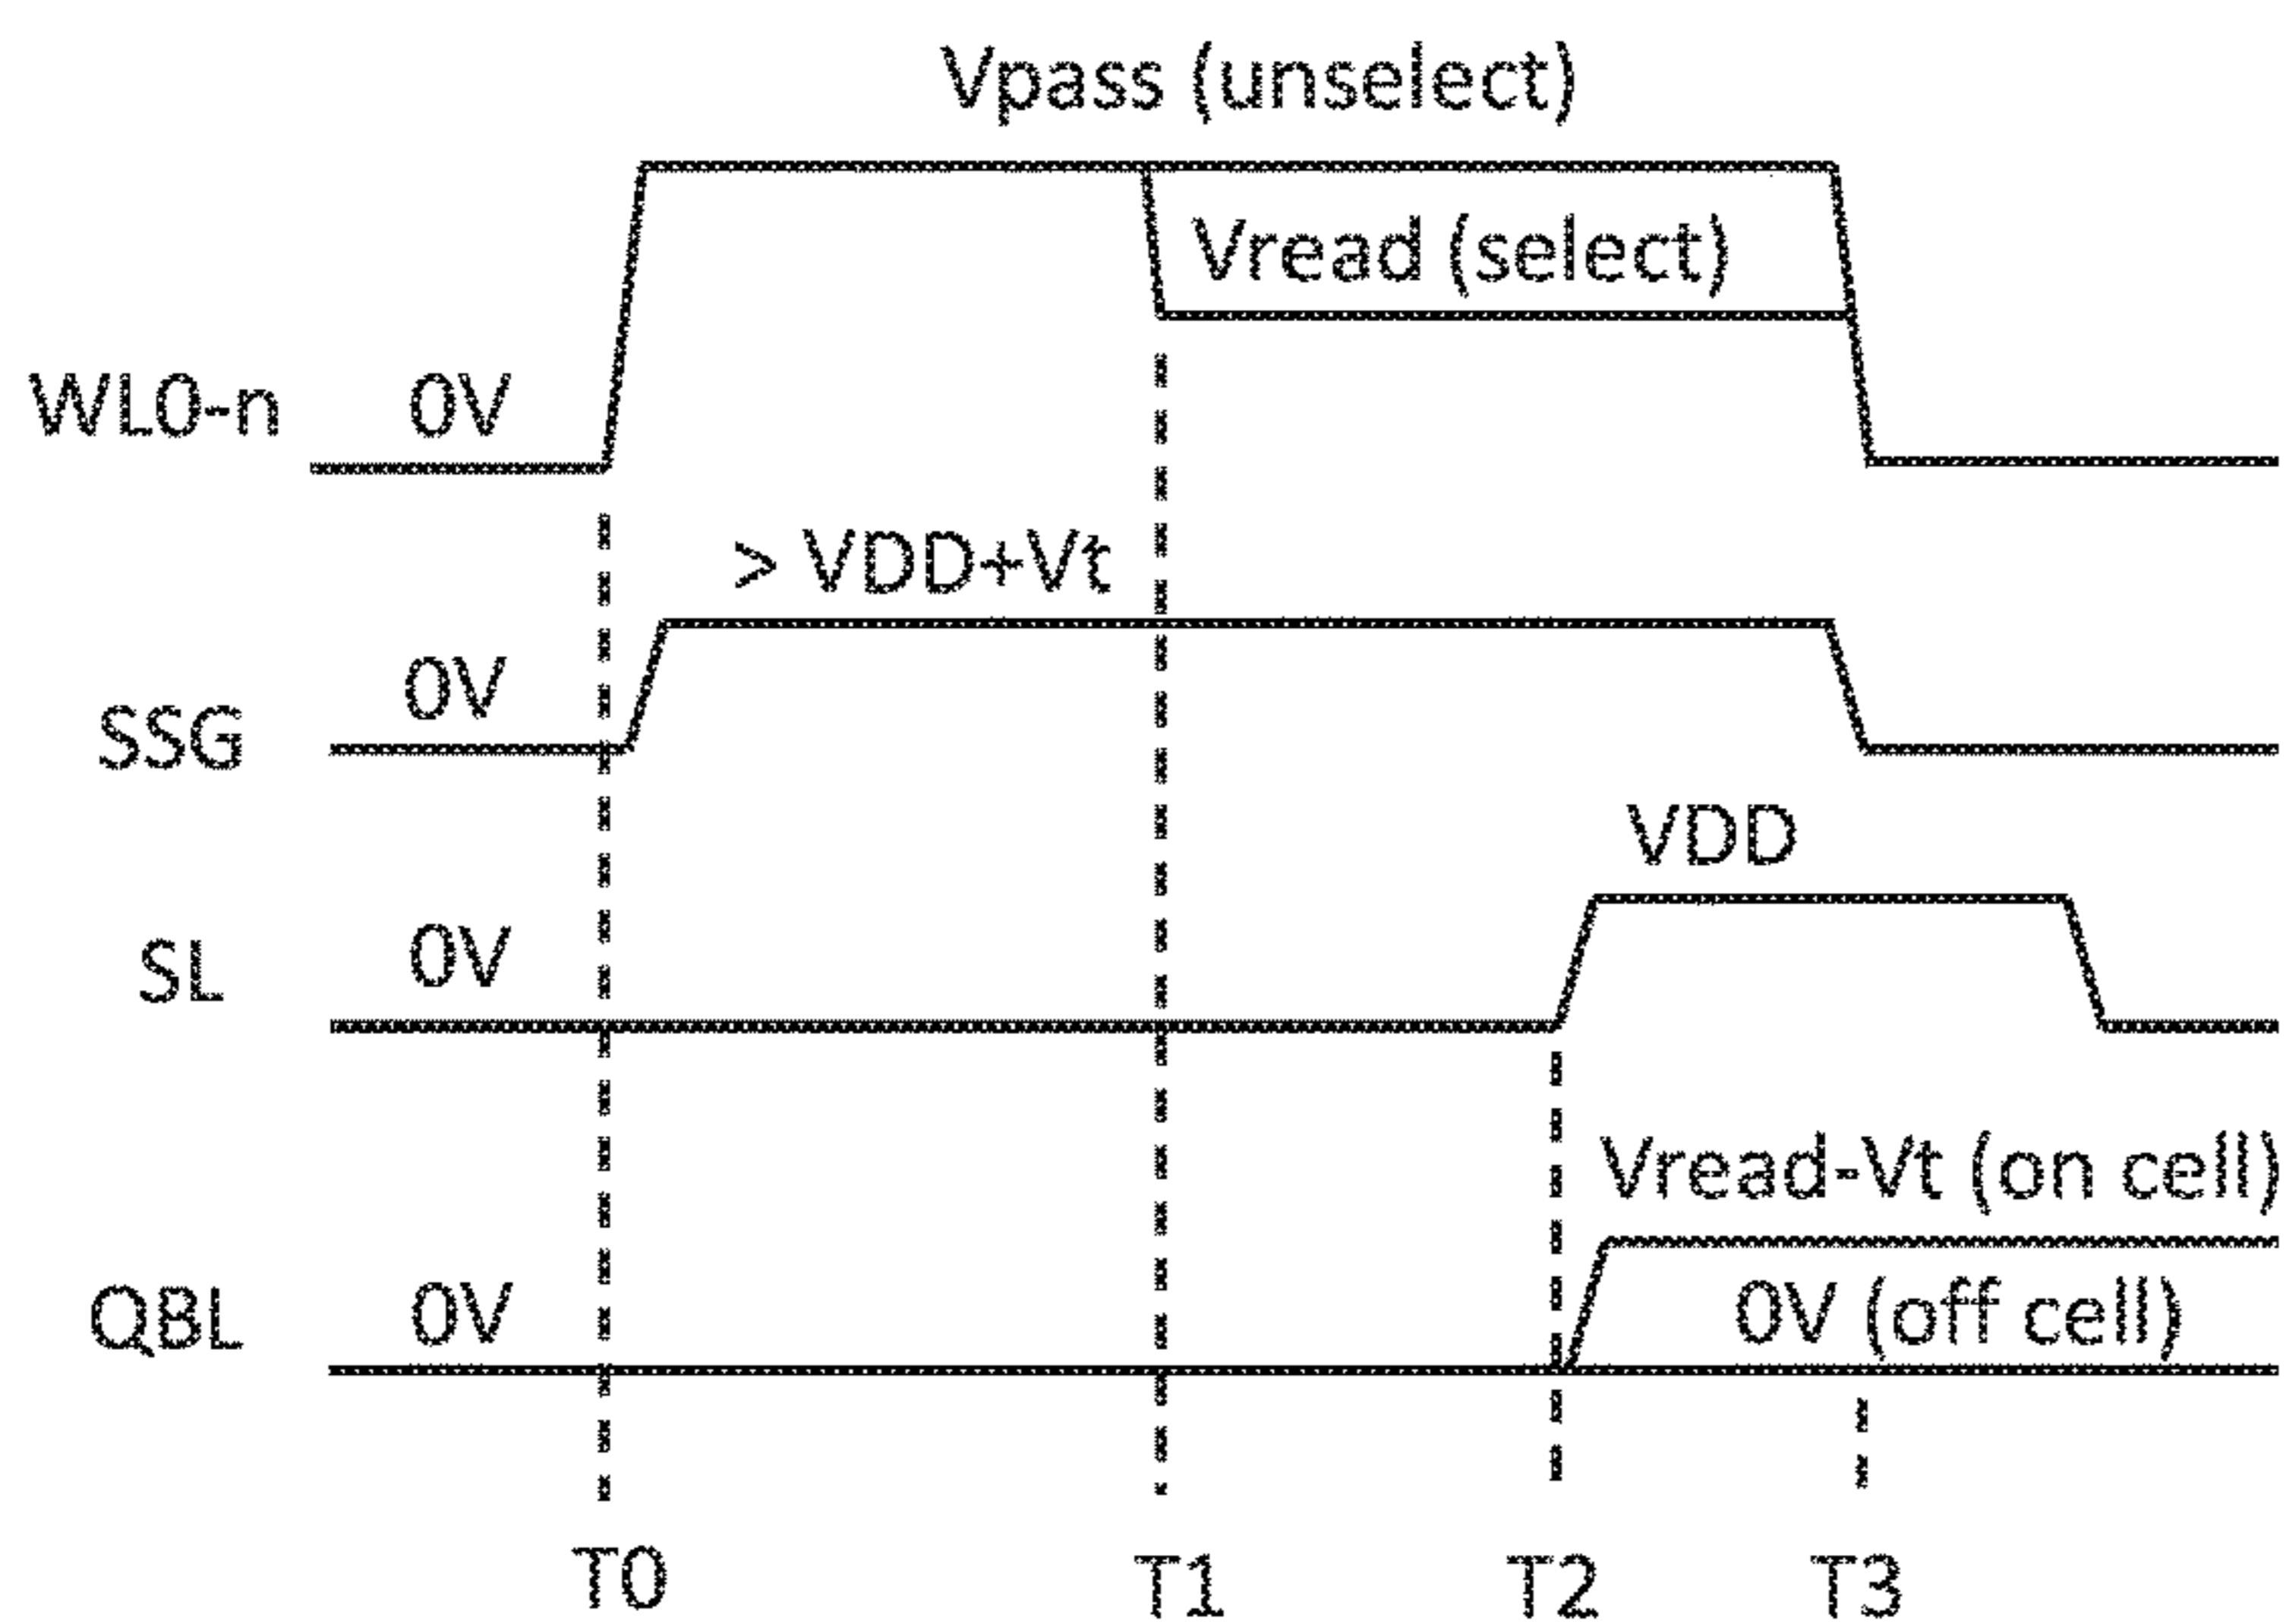 Vpass (unselect)
Vread (select)
WL0-n 0V
> VDD+Vt
0V
SSG
VDD
SL 0V
Vread-Vt (on cell)
QBL 0V 0V (off cell)
T0 T1 T2 T3